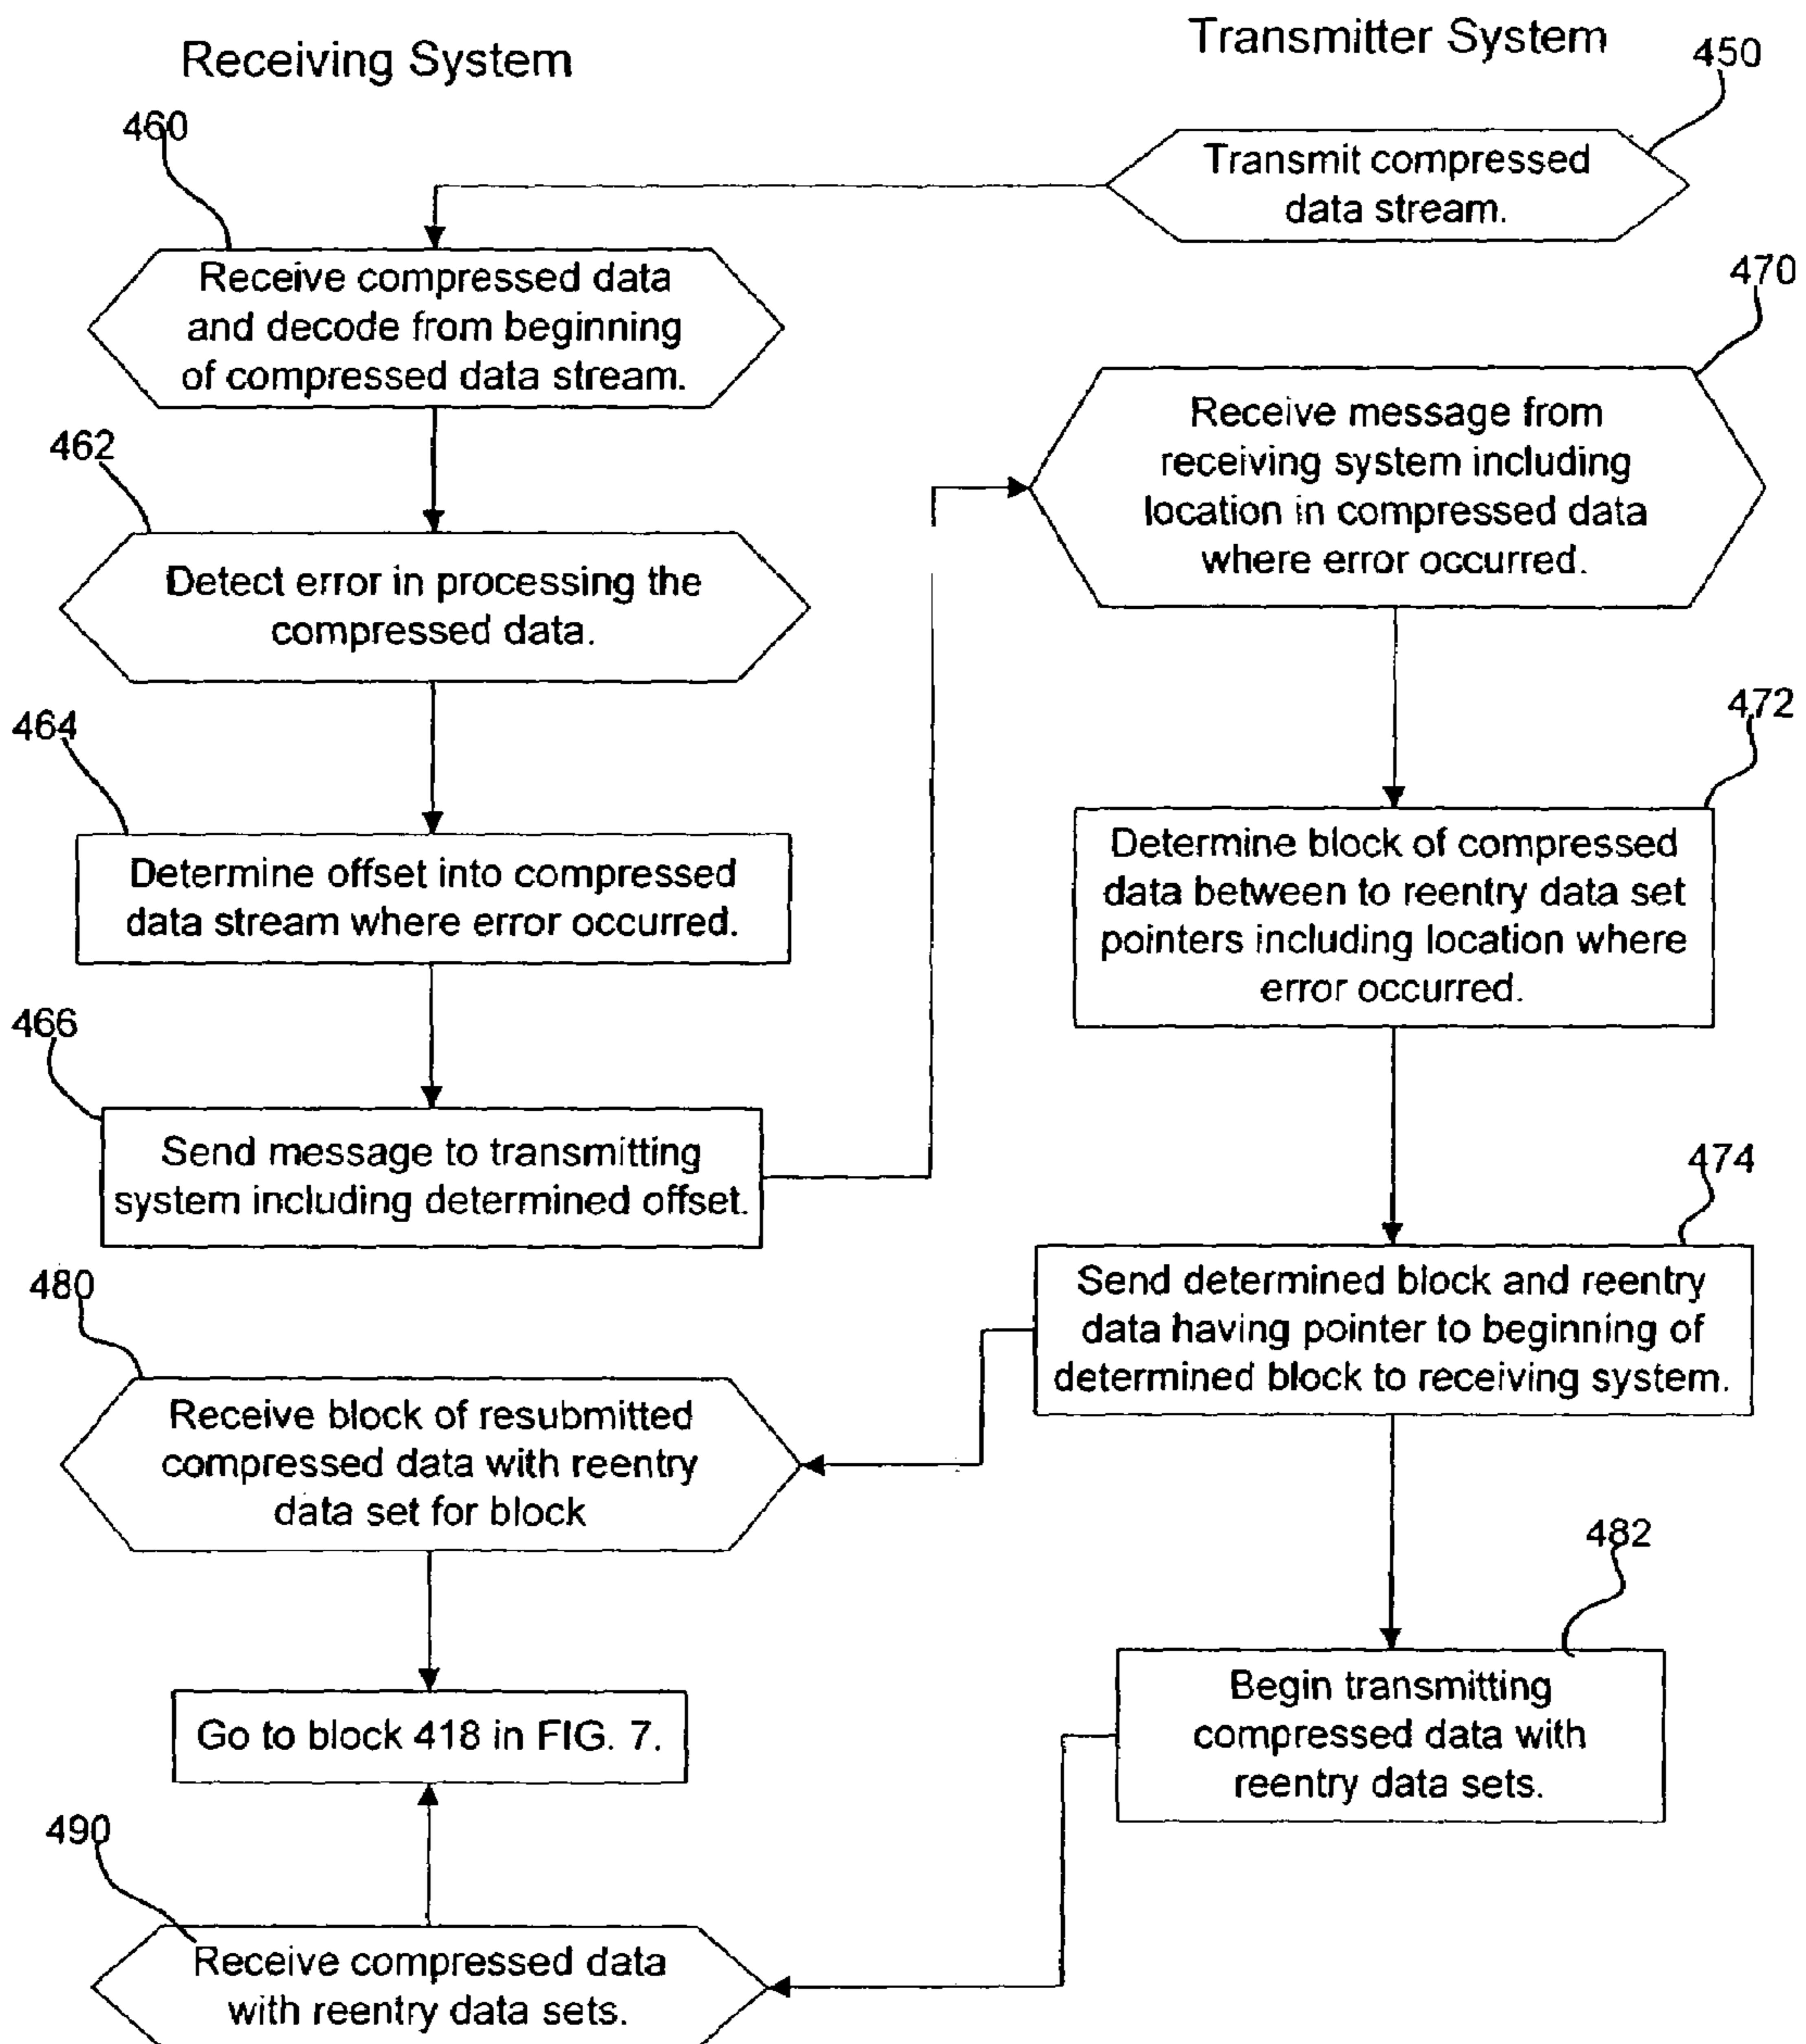 Receiving System
Transmitter System
450
Transmit compressed
data stream.
460
Receive compressed data
and decode from beginning
of compressed data stream.
462
Detect error in processing the
compressed data.
464
Determine offset into compressed
data stream where error occurred.
466
Send message to transmitting
system including determined offset.
470
Receive message from
receiving system including
location in compressed data
where error occurred.
472
Determine block of compressed
data between to reentry data set
pointers including location where
error occurred.
474
Send determined block and reentry
data having pointer to beginning of
determined block to receiving system.
480
Receive block of resubmitted
compressed data with reentry
data set for block
Go to block 418 in FIG. 7.
482
Begin transmitting
compressed data with
reentry data sets.
490
Receive compressed data
with reentry data sets.